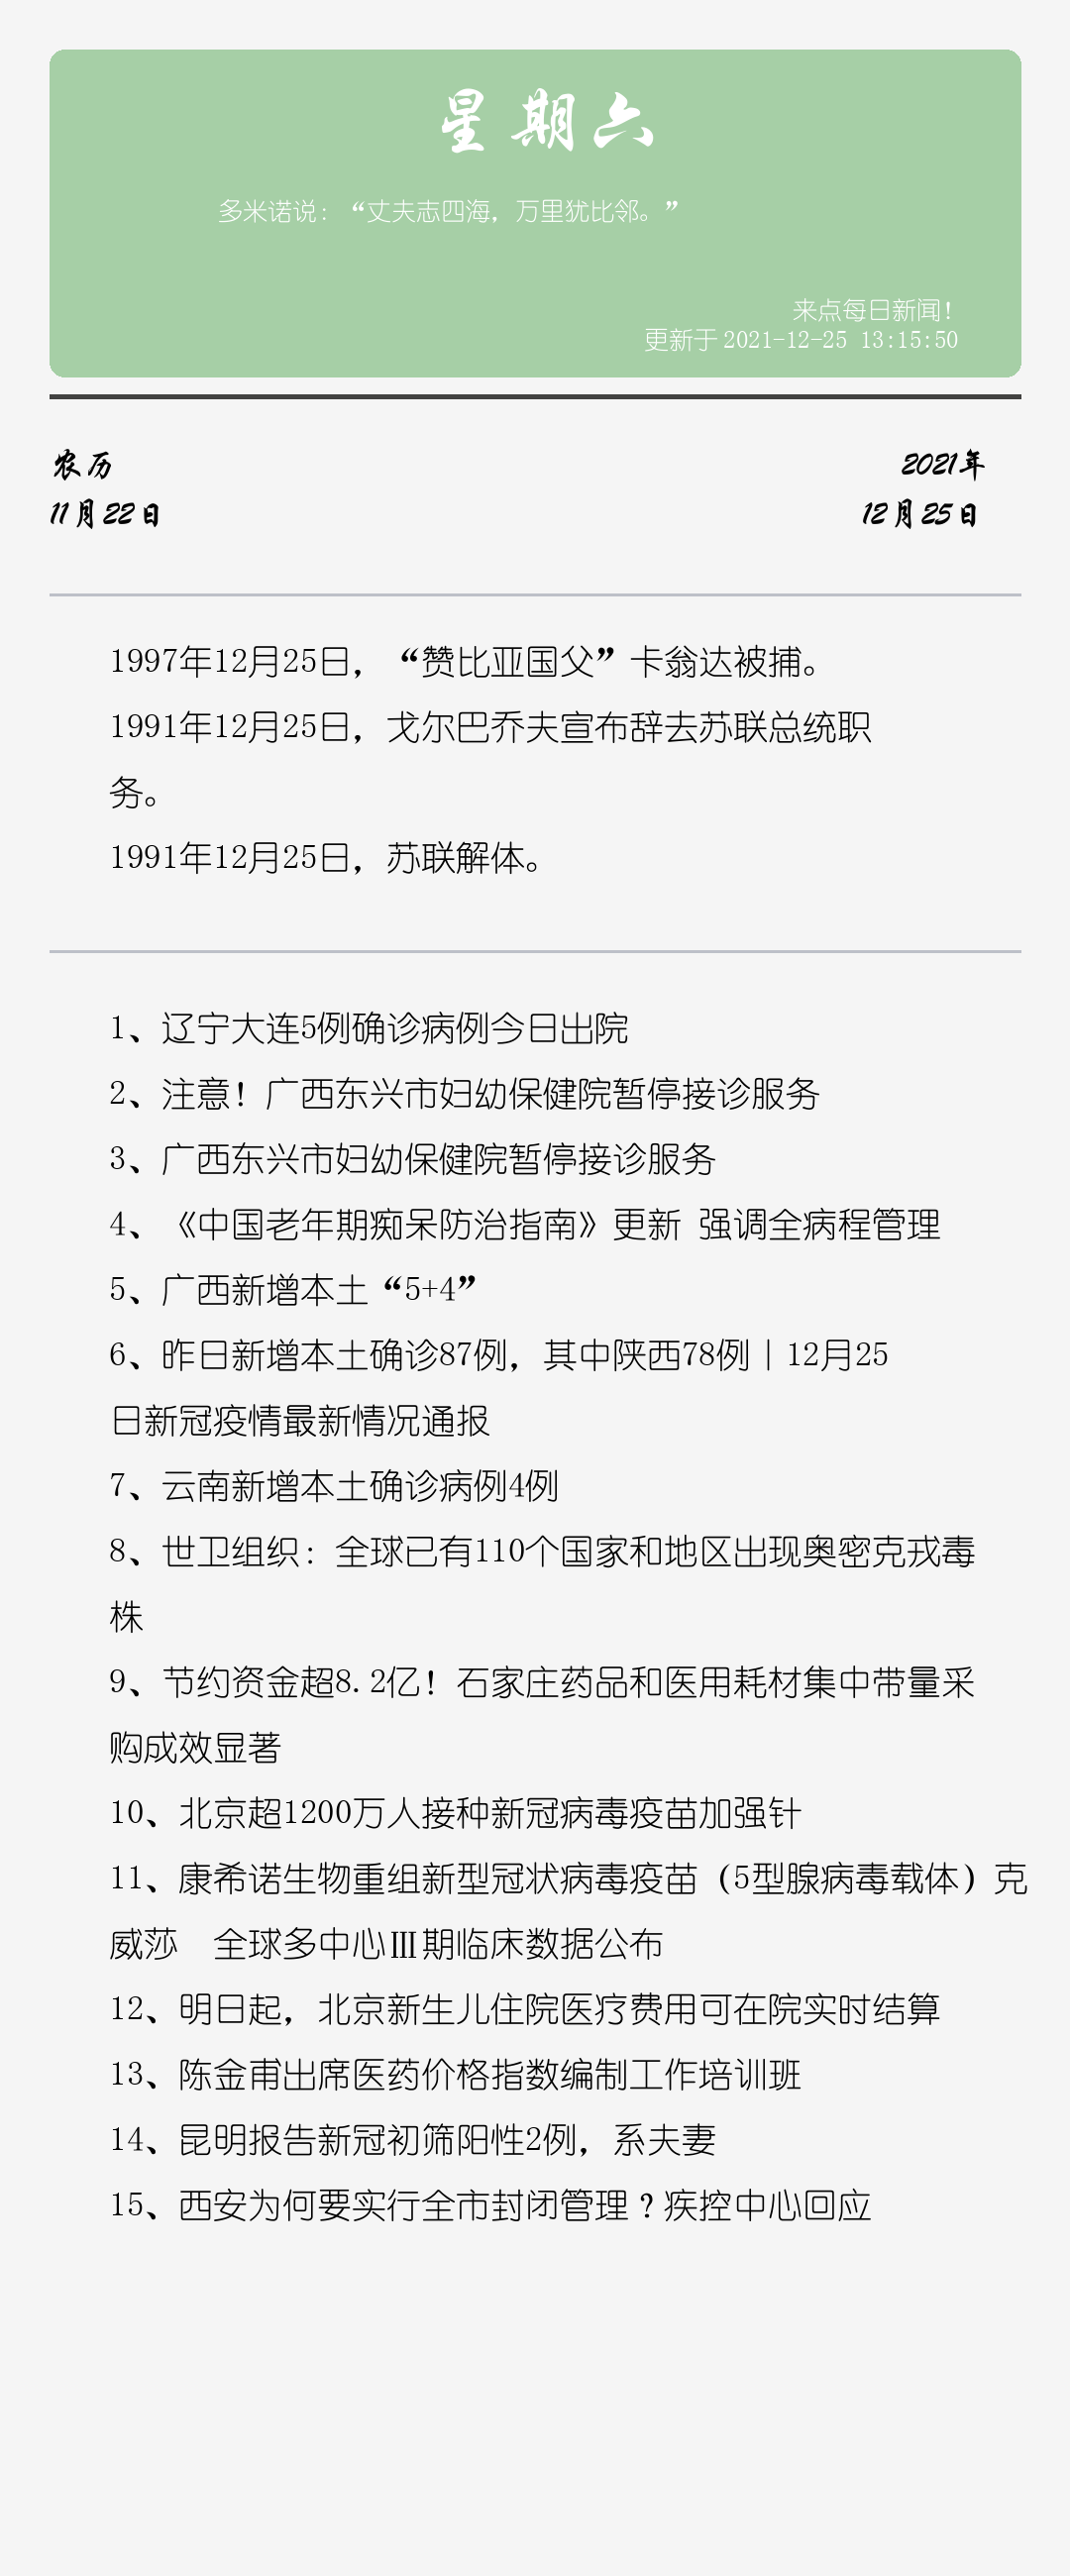 星期六
多米诺说：“丈夫志四海，万里犹比邻。”
来点每日新闻！
更新于 2021-12-25 13:15:50
农历
2021年
11月22日
12月25日
1997年12月25日，“赞比亚国父”卡翁达被捕。
1991年12月25日，戈尔巴乔夫宣布辞去苏联总统职
务。
1991年12月25日，苏联解体。
1、辽宁大连5例确诊病例今日出院
2、注意！广西东兴市妇幼保健院暂停接诊服务
3、广西东兴市妇幼保健院暂停接诊服务
4、《中国老年期痴呆防治指南》更新 强调全病程管理
5、广西新增本土“5+4”
6、昨日新增本土确诊87例，其中陕西78例｜12月25
日新冠疫情最新情况通报
7、云南新增本土确诊病例4例
8、世卫组织：全球已有110个国家和地区出现奥密克戎毒
株
9、节约资金超8.2亿！石家庄药品和医用耗材集中带量采
购成效显著
10、北京超1200万人接种新冠病毒疫苗加强针
11、康希诺生物重组新型冠状病毒疫苗（5型腺病毒载体）克
威莎　全球多中心Ⅲ期临床数据公布
12、明日起，北京新生儿住院医疗费用可在院实时结算
13、陈金甫出席医药价格指数编制工作培训班
14、昆明报告新冠初筛阳性2例，系夫妻
15、西安为何要实行全市封闭管理？疾控中心回应